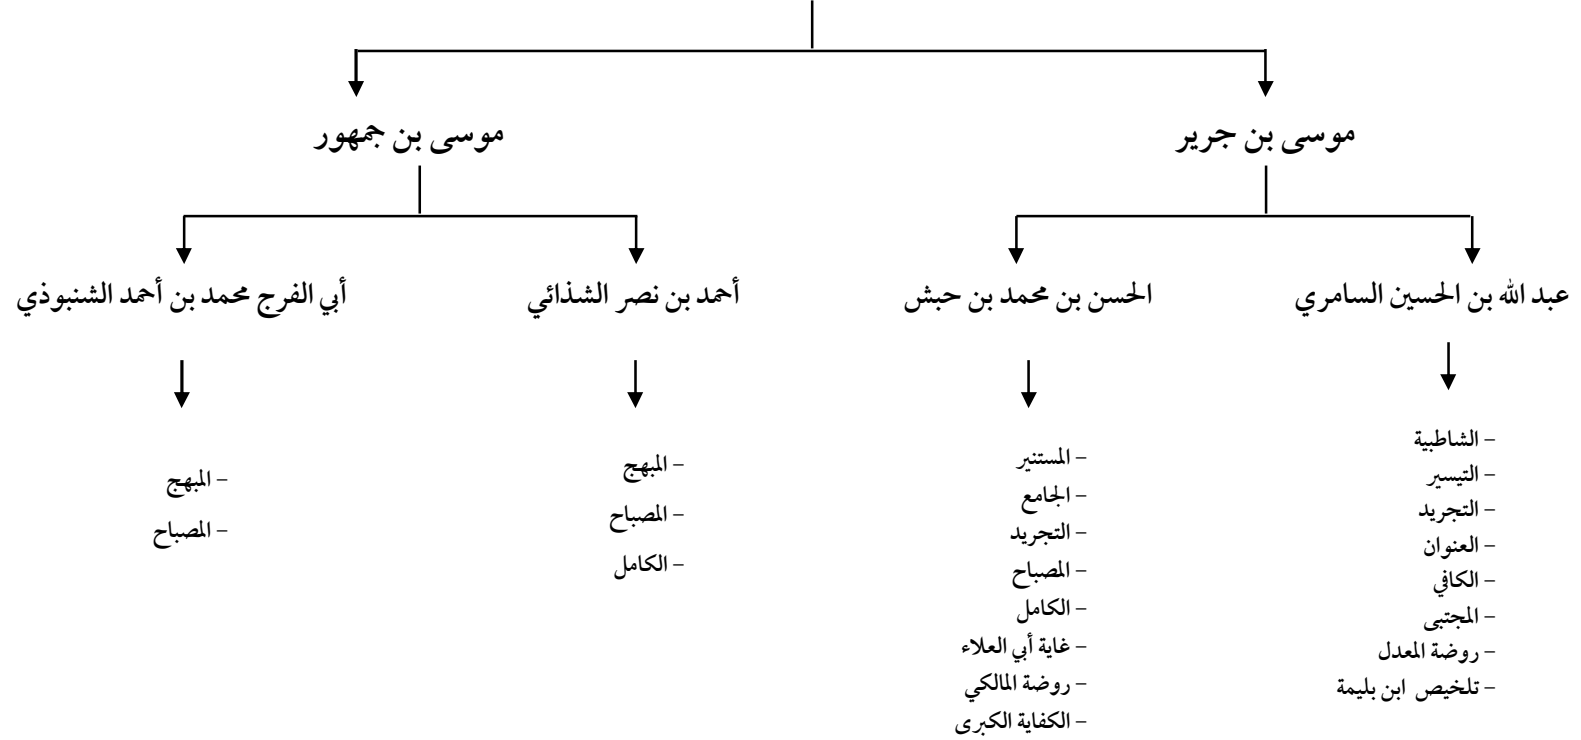 موسى بن جرير
موسى بن جمهور
عبد الله بن الحسين السامري
الحسن بن محمد بن حبش
أحمد بن نصر الشذائي
أبي الفرج محمد بن أحمد الشنبوذي
– الشاطبية
– التيسير
– التجريد
– العنوان
– الكافي
– المجتبى
– روضة المعدل
– تلخيص ابن بليمة
– المستنير
– الجامع
– التجريد
– المصباح
– الكامل
– غاية أبي العلاء
– روضة المالكي
– الكفاية الكبرى
– المبهج
– المصباح
– الكامل
– المبهج
– المصباح